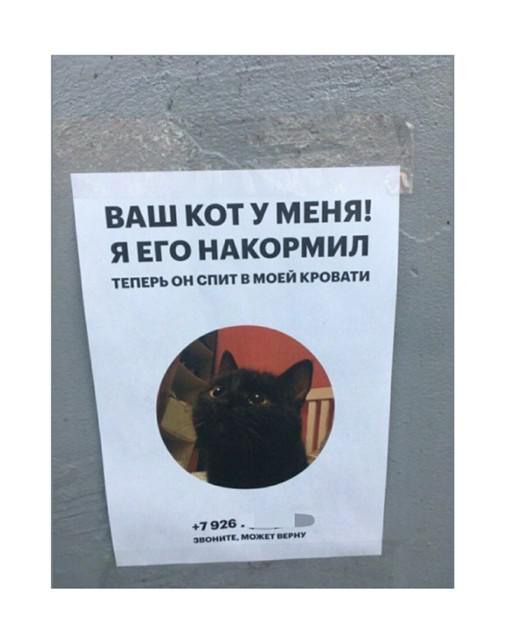 ВАШ КОТ У МЕНЯ!
Я ЕГО НАКОРМИЛ
ТЕПЕРЬ ОН СПИТ В МОЕЙ КРОВАТИ
+7 926
ЗВОНИТЕ, МОЖЕТ ВЕРНУ